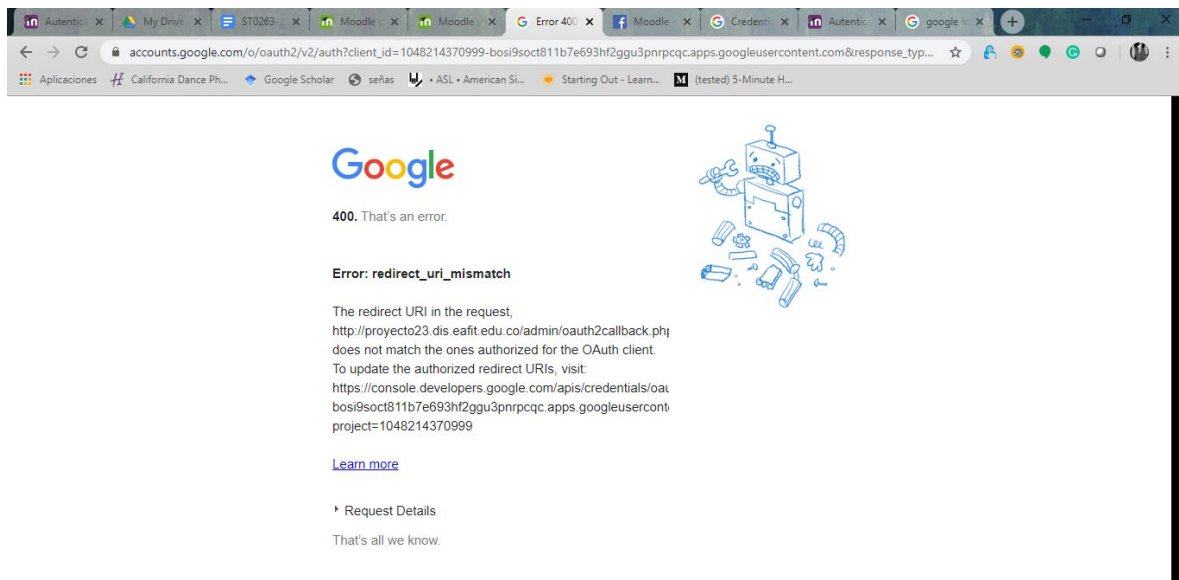 Autentic
My Drive
ST0263-2
Moodle
Moodle
Error 400
Moodle
Credenti
Autentic
google
accounts.google.com/o/oauth2/v2/auth?client_id=1048214370999-bosi9soct811b7e693hf2ggu3pnrpcqc.apps.googleusercontent.com&response_typ...
Aplicaciones California Dance Ph... Google Scholar señas • ASL • American Si... Starting Out - Learn... M (tested) 5-Minute H...
Google
400. That's an error.
Error: redirect_uri_mismatch
The redirect URI in the request,
http://proyecto23.dis.eafit.edu.co/admin/oauth2callback.php
does not match the ones authorized for the OAuth client.
To update the authorized redirect URIs, visit:
https://console.developers.google.com/apis/credentials/oau
bosi9soct811b7e693hf2ggu3pnrpcqc.apps.googleuserconte
project=1048214370999
Learn more
Request Details
That's all we know.